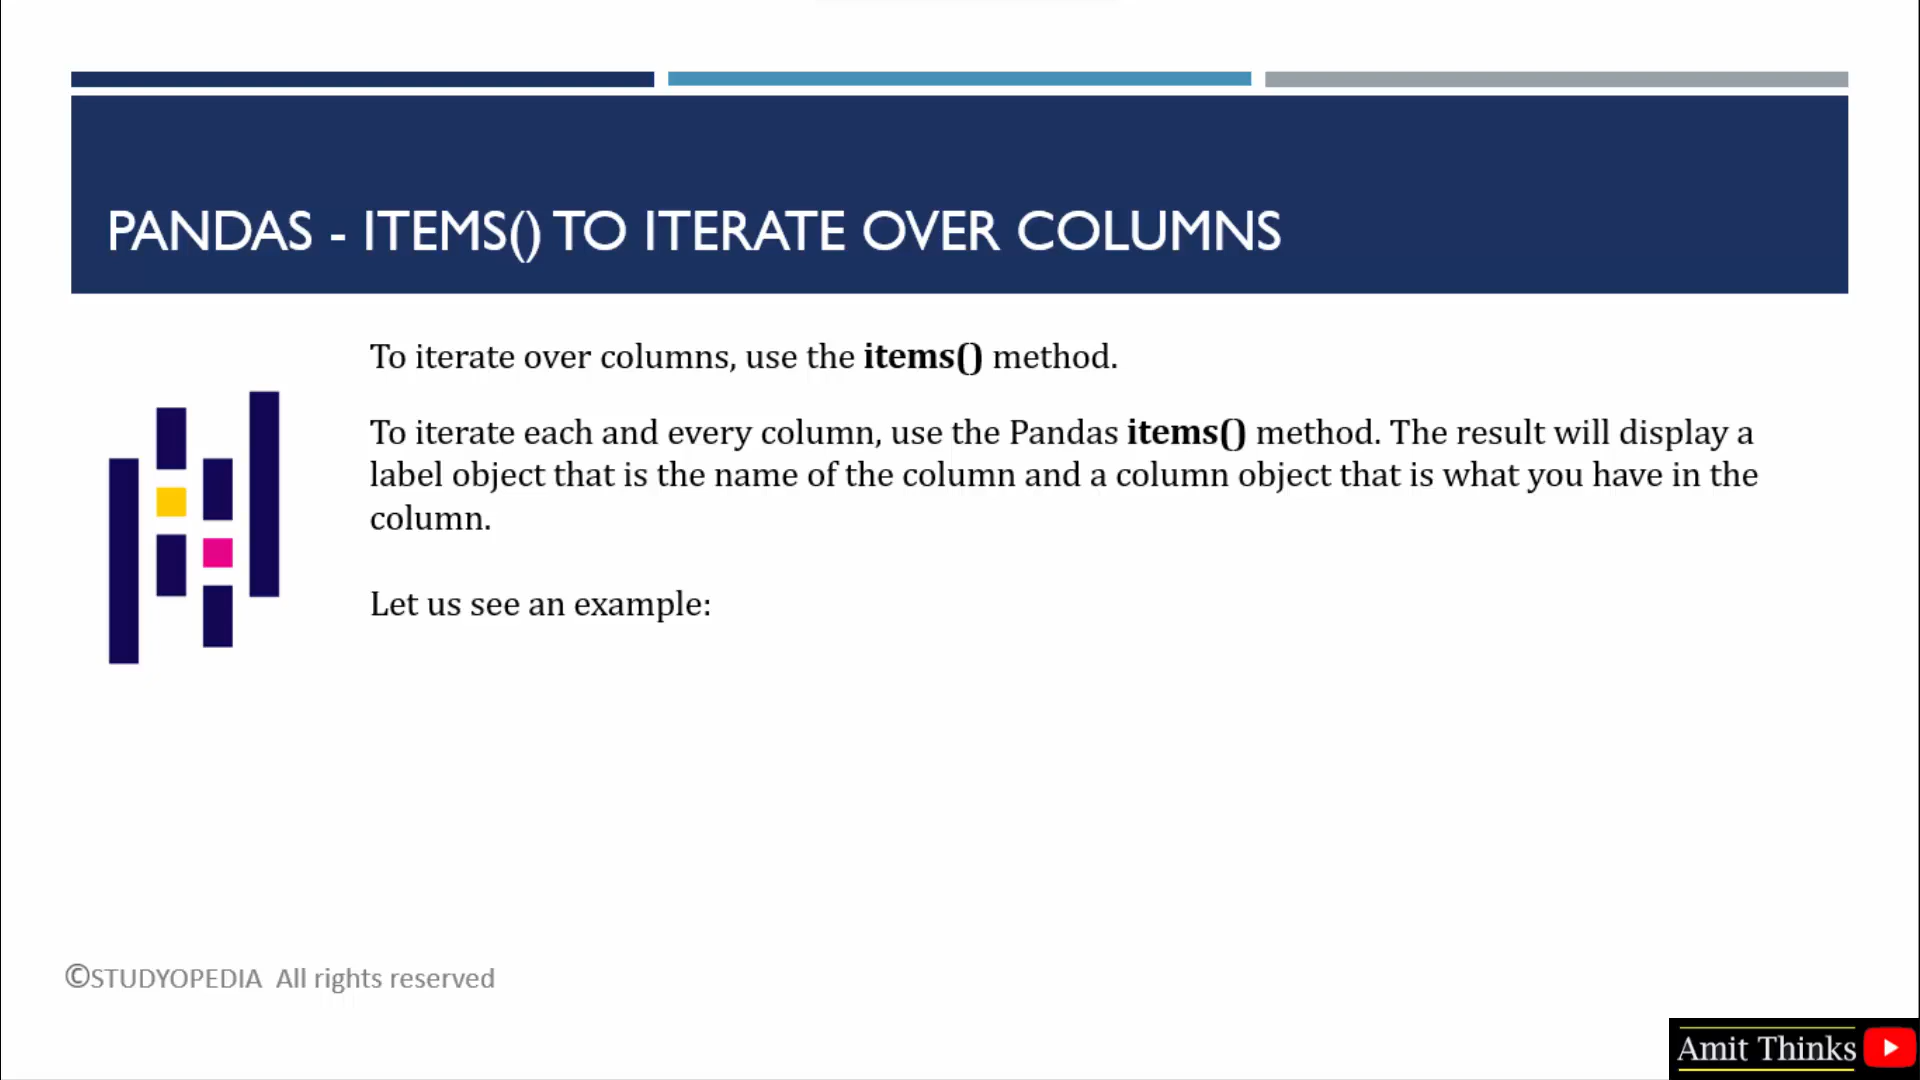 PANDAS - ITEMS() TO ITERATE OVER COLUMNS
To iterate over columns, use the items() method.
To iterate each and every column, use the Pandas items() method. The result will display a
label object that is the name of the column and a column object that is what you have in the
column.
Let us see an example:
©STUDYOPEDIA All rights reserved
Amit Thinks